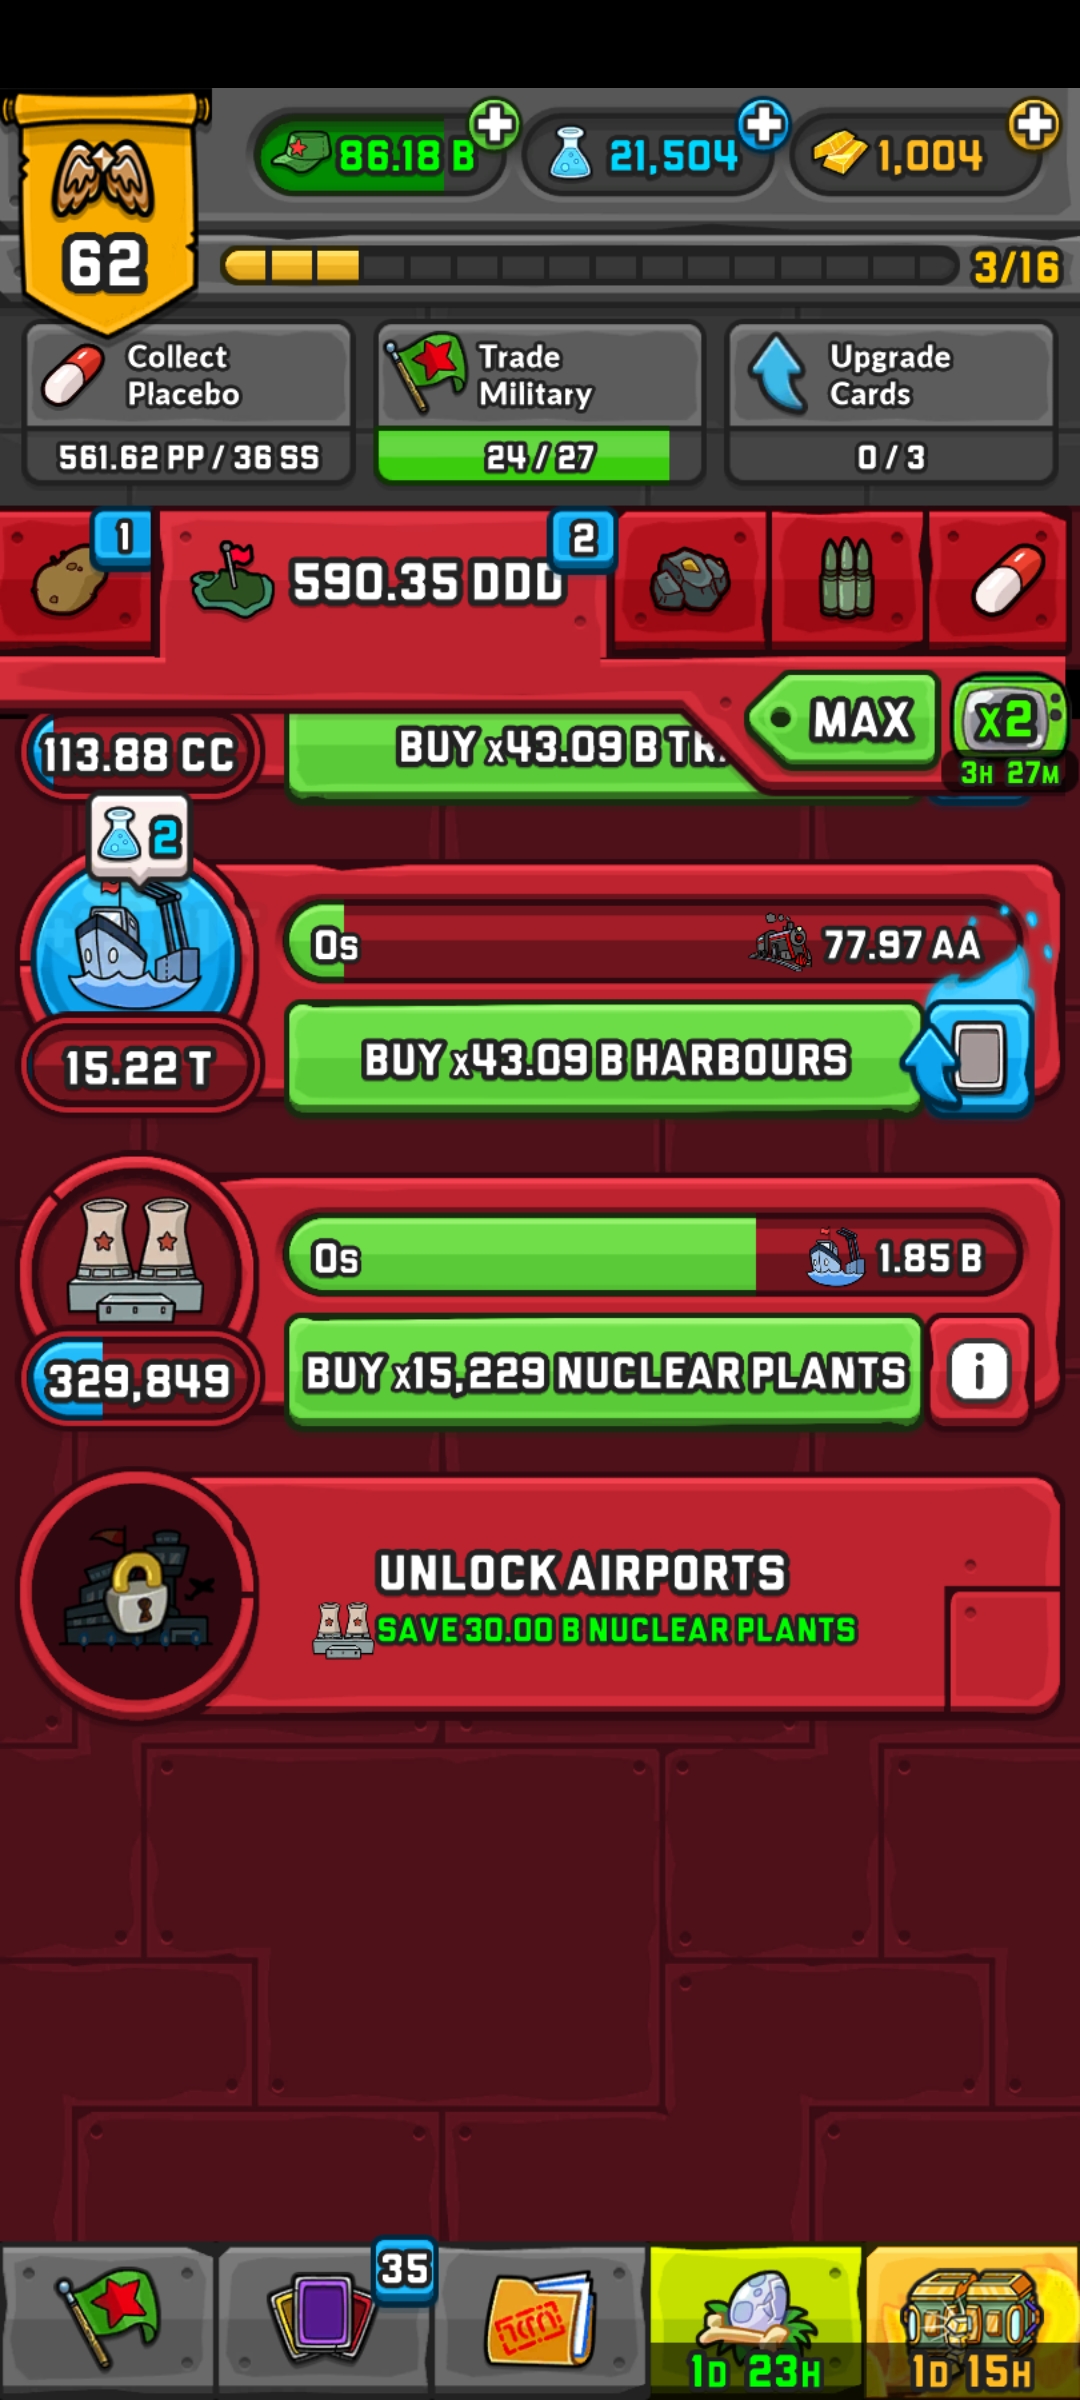 86.18 B
21,504
1,004
62
3/16
Collect
Placebo
561.62 PP / 36 SS
Trade
Military
24 / 27
Upgrade
Cards
0 / 3
1
590.35 DDD
2
MAX
x2
3H 27M
113.88 CC
BUY x43.09 B
2
0s
77.97 AA
15.22 T
BUY x43.09 B HARBOURS
0s
1.85 B
329,849
BUY x15,229 NUCLEAR PLANTS
i
UNLOCK AIRPORTS
SAVE 30.00 B NUCLEAR PLANTS
35
1D 23H
1D 15H